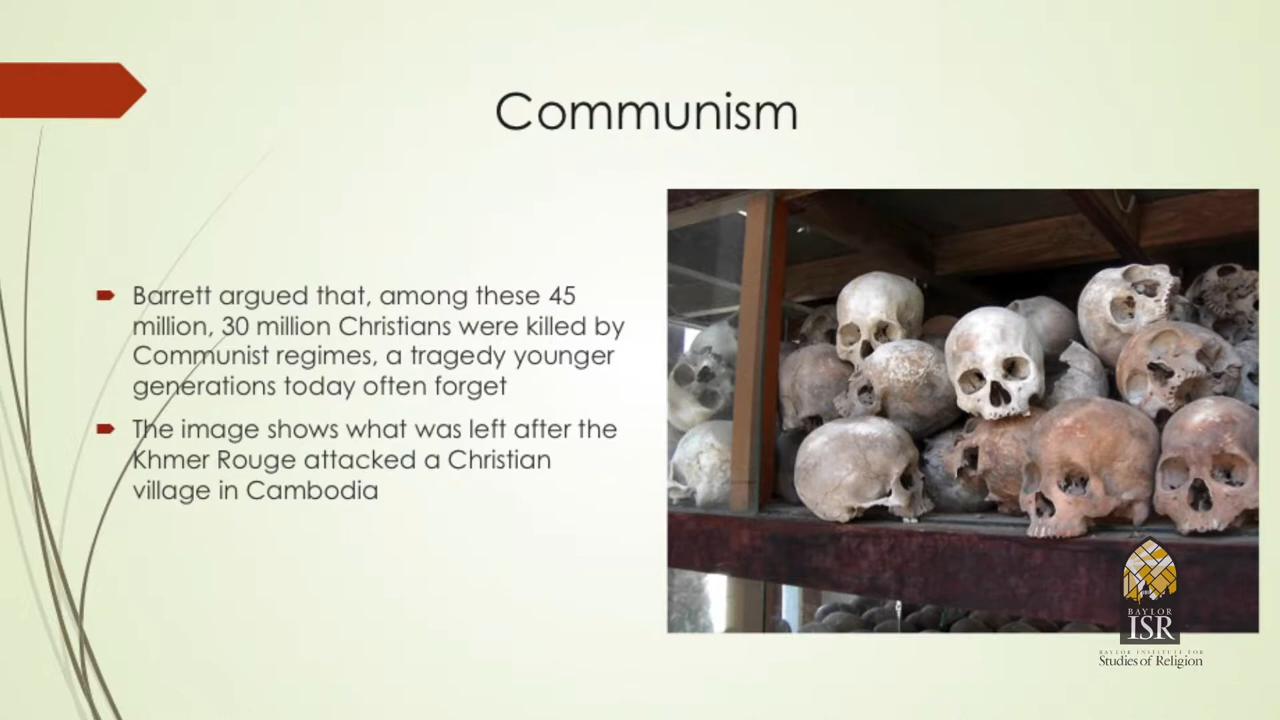 Communism
Barrett argued that, among these 45
million, 30 million Christians were killed by
Communist regimes, a tragedy younger
generations today often forget
The image shows what was left after the
Khmer Rouge attacked a Christian
village in Cambodia
BAYLOR
ISR
BAYLOR INSTITUTE FOR
Studies of Religion